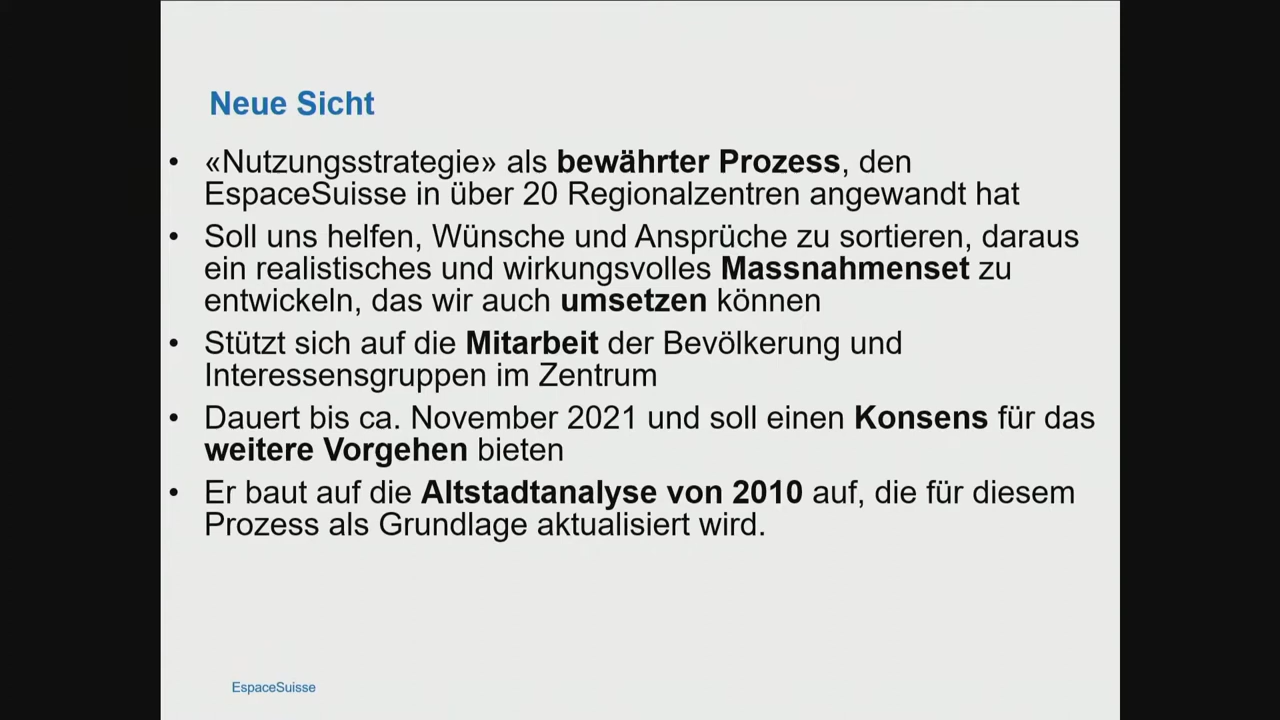 Neue Sicht
• «Nutzungsstrategie» als bewährter Prozess, den
EspaceSuisse in über 20 Regionalzentren angewandt hat
• Soll uns helfen, Wünsche und Ansprüche zu sortieren, daraus
ein realistisches und wirkungsvolles Massnahmenset zu
entwickeln, das wir auch umsetzen können
• Stützt sich auf die Mitarbeit der Bevölkerung und
Interessensgruppen im Zentrum
• Dauert bis ca. November 2021 und soll einen Konsens für das
weitere Vorgehen bieten
• Er baut auf die Altstadtanalyse von 2010 auf, die für diesem
Prozess als Grundlage aktualisiert wird.
EspaceSuisse